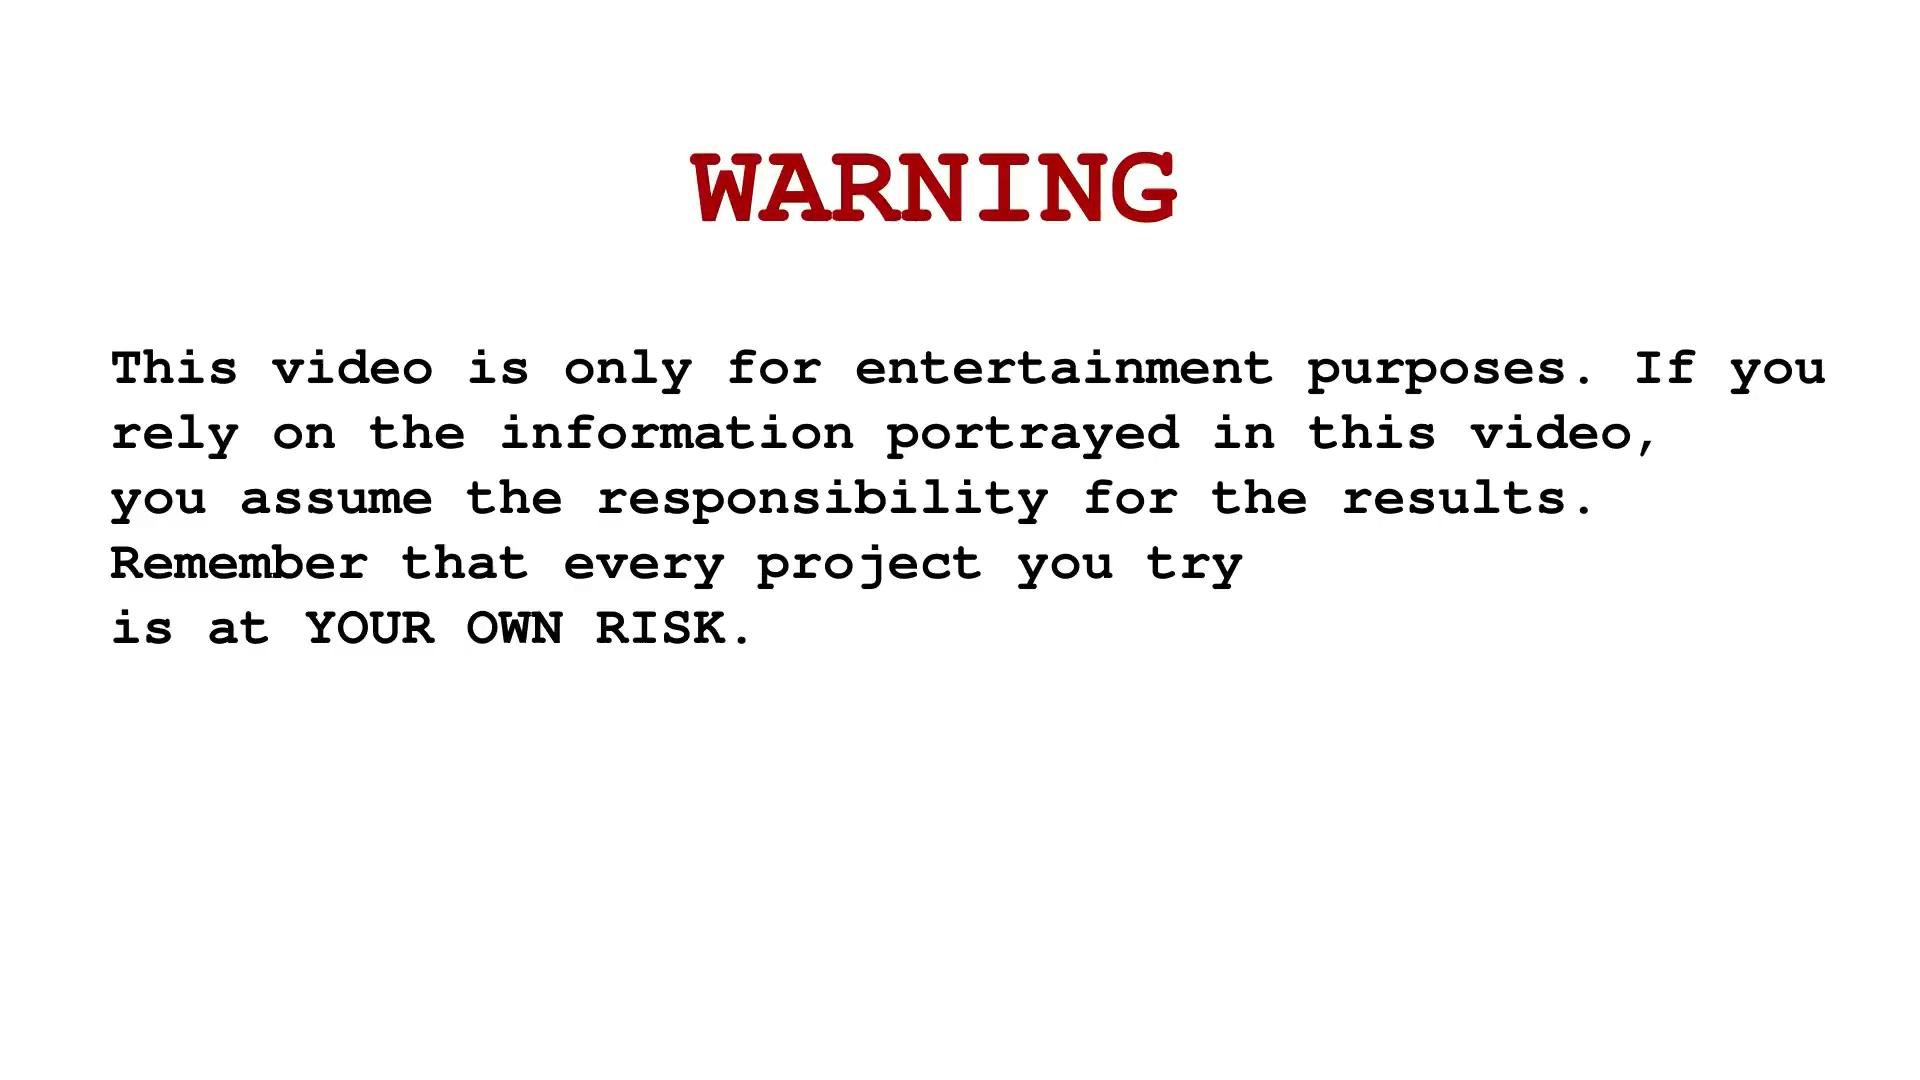 WARNING
This video is only for entertainment purposes. If you
rely on the information portrayed in this video,
you assume the responsibility for the results.
Remember that every project you try
is at YOUR OWN RISK.